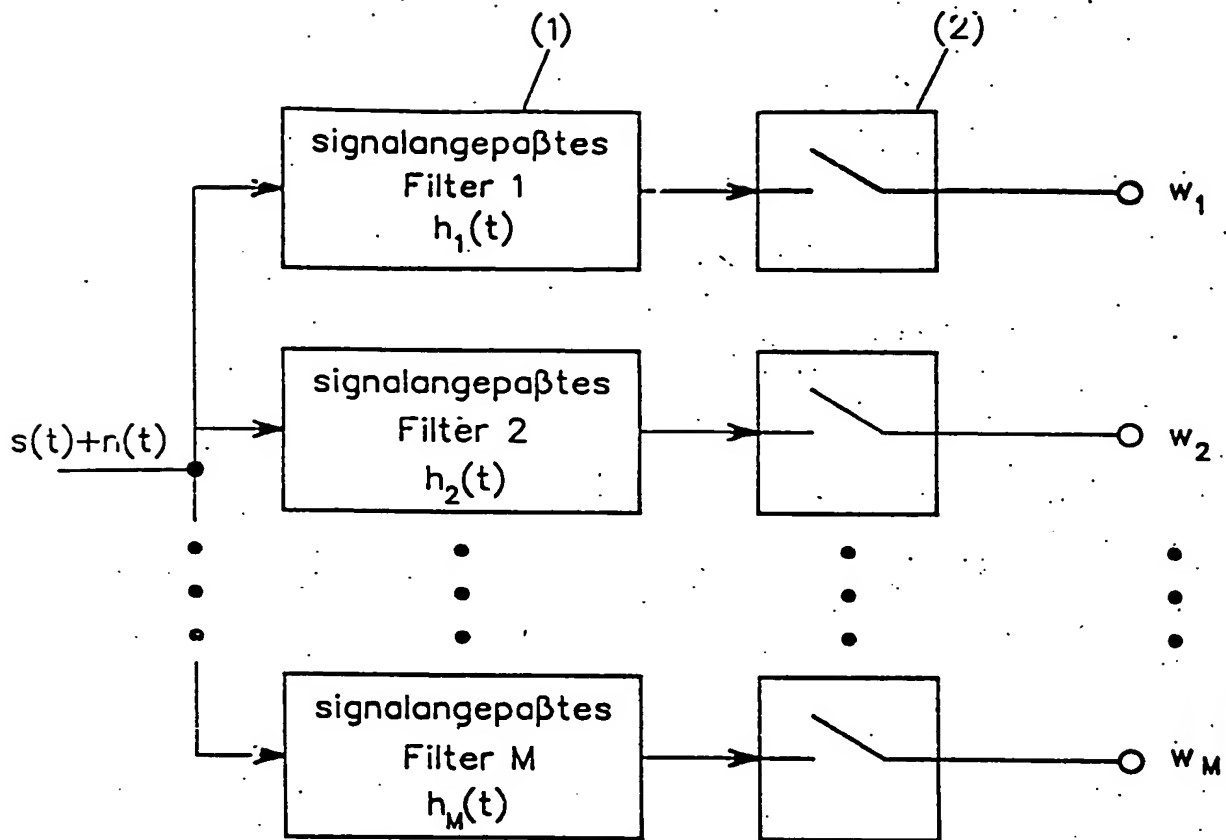 (1)
(2)
signalangepaßtes
Filter 1
h₁(t)
w₁
signalangepaßtes
Filter 2
h₂(t)
w₂
s(t)+n(t)
signalangepaßtes
Filter M
h_M(t)
w_M